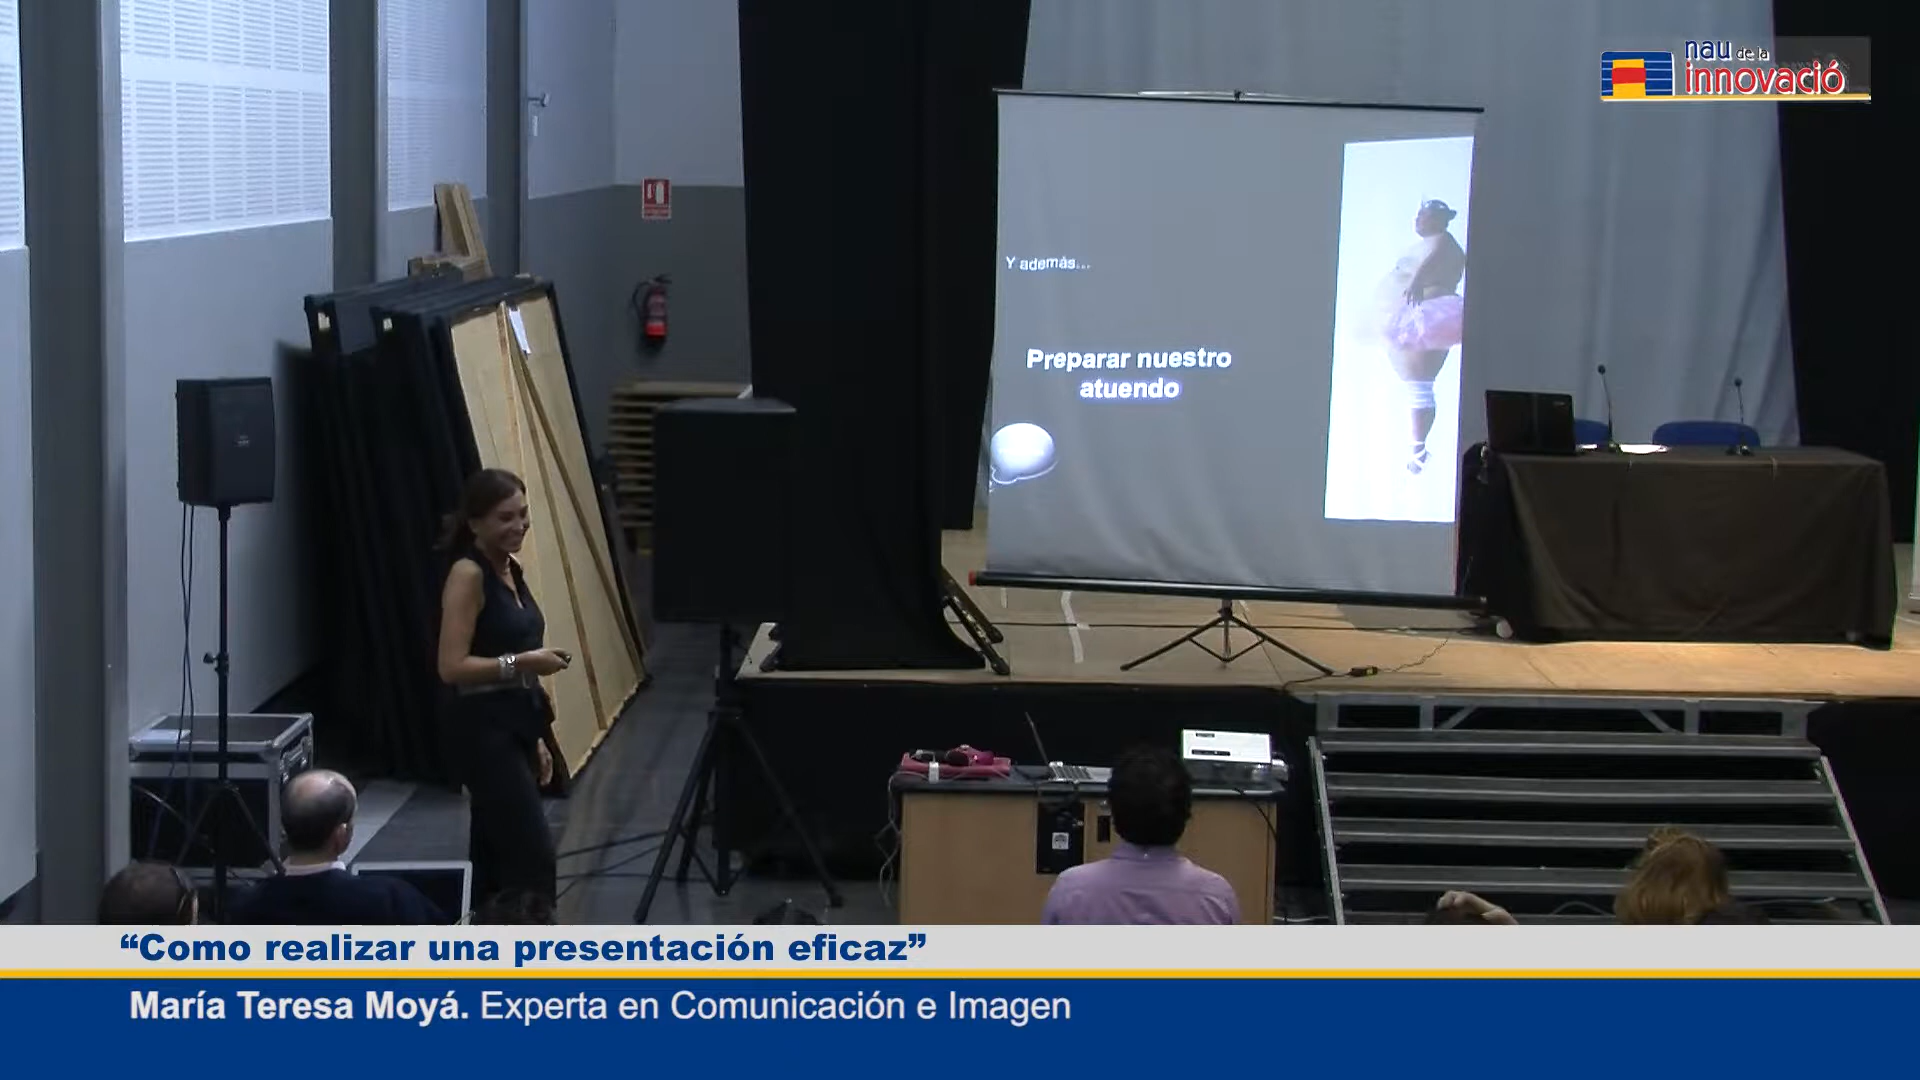 nau de la
innovació
Y además...
Preparar nuestro
atuendo
“Como realizar una presentación eficaz”
María Teresa Moyá. Experta en Comunicación e Imagen